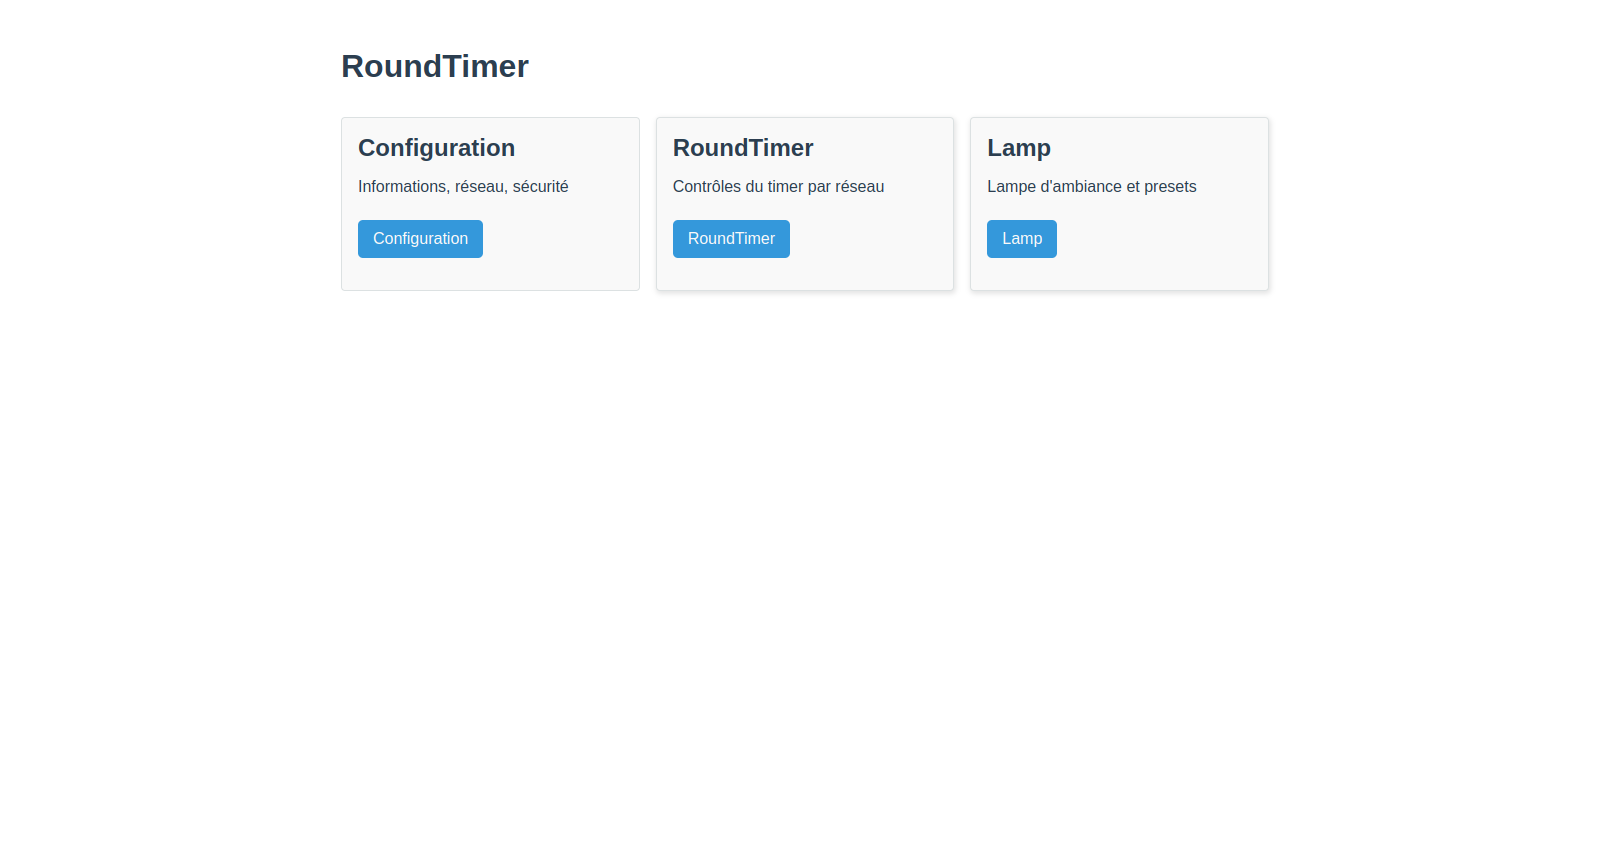 RoundTimer
Configuration
Informations, réseau, sécurité
Configuration
RoundTimer
Contrôles du timer par réseau
RoundTimer
Lamp
Lampe d'ambiance et presets
Lamp